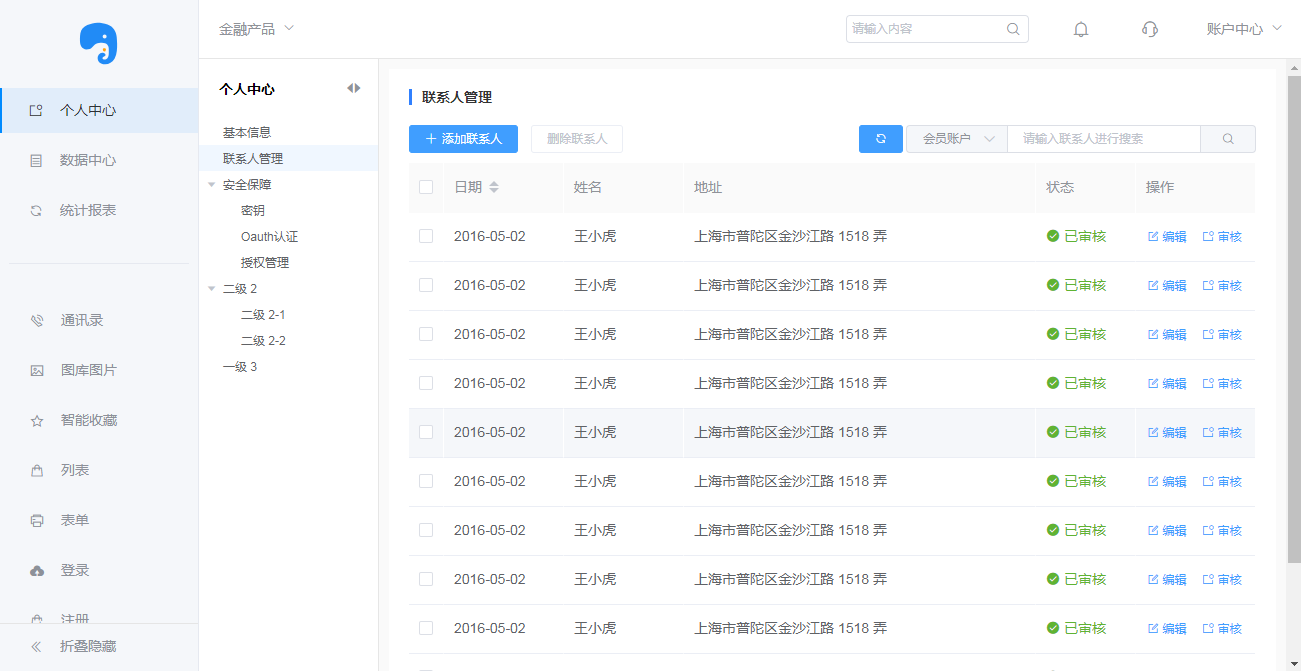 金融产品
请输入内容
账户中心
个人中心
数据中心
统计报表
通讯录
图库图片
智能收藏
列表
表单
登录
注册
折叠隐藏
个人中心
基本信息
联系人管理
安全保障
密钥
Oauth认证
授权管理
二级 2
二级 2-1
二级 2-2
一级 3
联系人管理
添加联系人 删除联系人 会员账户 请输入联系人进行搜索
日期 姓名 地址 状态 操作
2016-05-02 王小虎 上海市普陀区金沙江路 1518 弄 已审核 编辑 审核
2016-05-02 王小虎 上海市普陀区金沙江路 1518 弄 已审核 编辑 审核
2016-05-02 王小虎 上海市普陀区金沙江路 1518 弄 已审核 编辑 审核
2016-05-02 王小虎 上海市普陀区金沙江路 1518 弄 已审核 编辑 审核
2016-05-02 王小虎 上海市普陀区金沙江路 1518 弄 已审核 编辑 审核
2016-05-02 王小虎 上海市普陀区金沙江路 1518 弄 已审核 编辑 审核
2016-05-02 王小虎 上海市普陀区金沙江路 1518 弄 已审核 编辑 审核
2016-05-02 王小虎 上海市普陀区金沙江路 1518 弄 已审核 编辑 审核
2016-05-02 王小虎 上海市普陀区金沙江路 1518 弄 已审核 编辑 审核